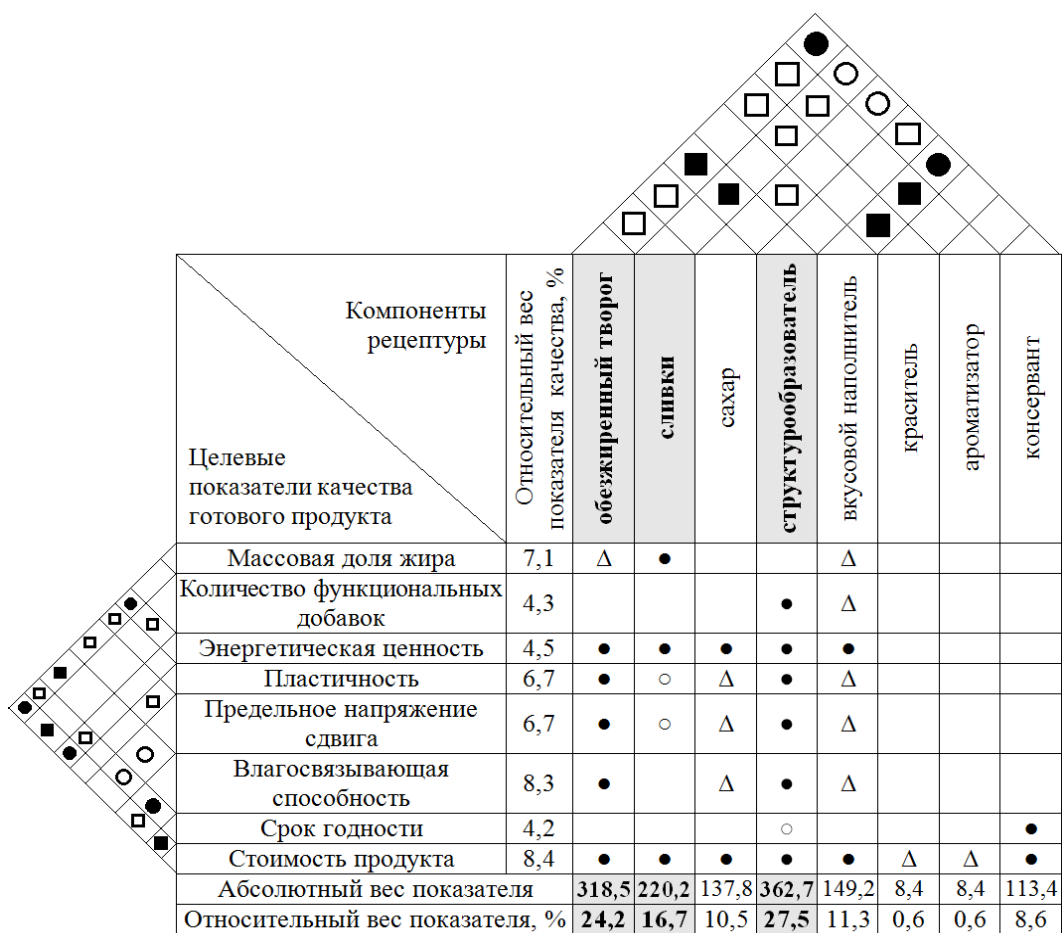 Компоненты
рецептуры
Целевые
показатели качества
готового продукта
Относительный вес
показателя качества, %
обезжиренный творог
сливки
сахар
структурообразователь
вкусовой наполнитель
краситель
ароматизатор
консервант
Массовая доля жира 7,1 Δ ● Δ
Количество функциональных
добавок 4,3 ● Δ
Энергетическая ценность 4,5 ● ● ● ● ●
Пластичность 6,7 ● ○ Δ ● Δ
Предельное напряжение
сдвига 6,7 ● ○ Δ ● Δ
Влагосвязывающая
способность 8,3 ● Δ ● Δ
Срок годности 4,2 ○ ●
Стоимость продукта 8,4 ● ● ● ● ● Δ Δ ●
Абсолютный вес показателя 318,5 220,2 137,8 362,7 149,2 8,4 8,4 113,4
Относительный вес показателя, % 24,2 16,7 10,5 27,5 11,3 0,6 0,6 8,6